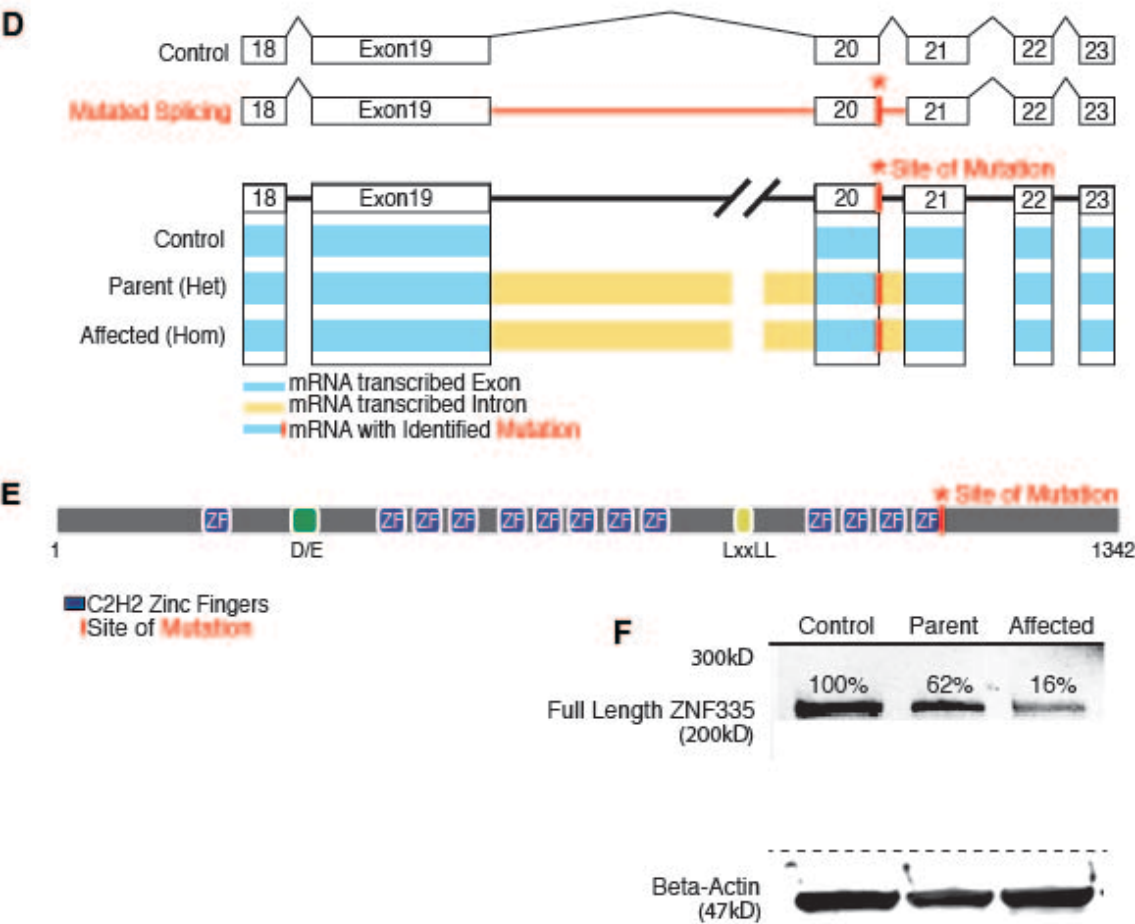 D
Control 18 Exon19 20 21 22 23
*
Mutated Splicing 18 Exon19 20 21 22 23
* Site of Mutation
18 Exon19 20 21 22 23
Control
Parent (Het)
Affected (Hom)
mRNA transcribed Exon
mRNA transcribed Intron
mRNA with Identified Mutation
E
* Site of Mutation
ZF ZF ZF ZF ZF ZF ZF ZF ZF ZF ZF ZF ZF
1 D/E LxxLL 1342
C2H2 Zinc Fingers
Site of Mutation
F
Control Parent Affected
300kD
100% 62% 16%
Full Length ZNF335
(200kD)
Beta-Actin
(47kD)